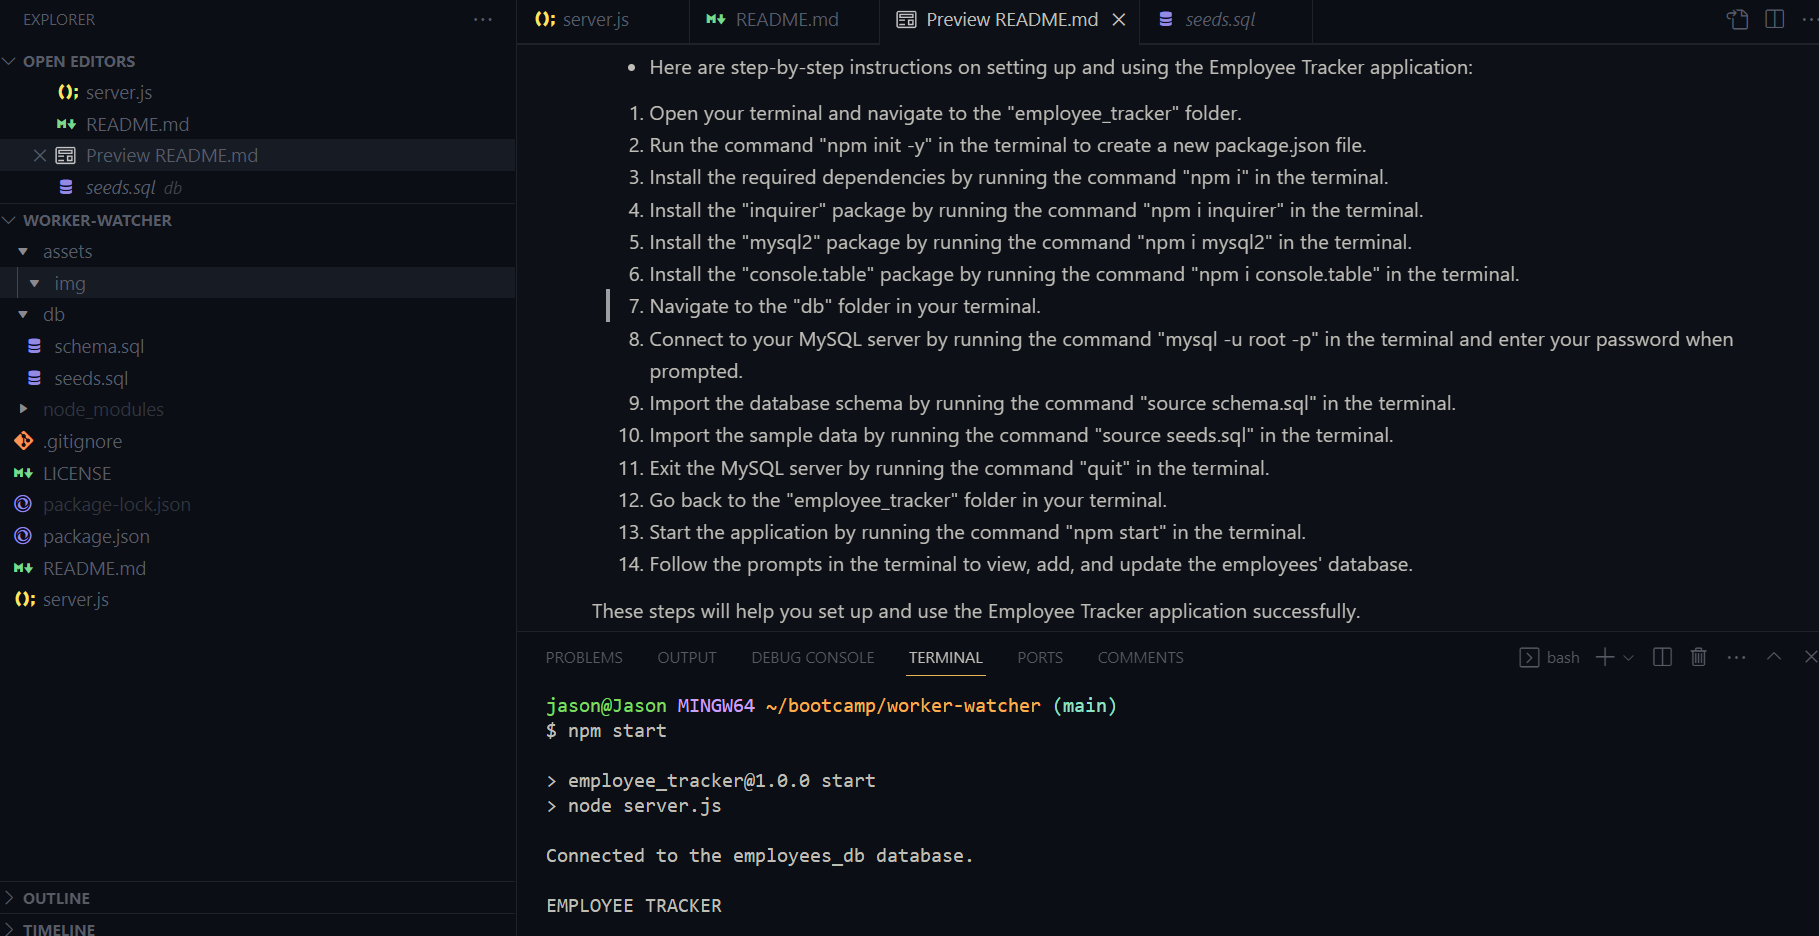 EXPLORER
OPEN EDITORS
server.js
README.md
Preview README.md
seeds.sql db
WORKER-WATCHER
assets
img
db
schema.sql
seeds.sql
node_modules
.gitignore
LICENSE
package-lock.json
package.json
README.md
server.js
OUTLINE
TIMELINE
server.js
README.md
Preview README.md
seeds.sql
• Here are step-by-step instructions on setting up and using the Employee Tracker application:
1. Open your terminal and navigate to the "employee_tracker" folder.
2. Run the command "npm init -y" in the terminal to create a new package.json file.
3. Install the required dependencies by running the command "npm i" in the terminal.
4. Install the "inquirer" package by running the command "npm i inquirer" in the terminal.
5. Install the "mysql2" package by running the command "npm i mysql2" in the terminal.
6. Install the "console.table" package by running the command "npm i console.table" in the terminal.
7. Navigate to the "db" folder in your terminal.
8. Connect to your MySQL server by running the command "mysql -u root -p" in the terminal and enter your password when
prompted.
9. Import the database schema by running the command "source schema.sql" in the terminal.
10. Import the sample data by running the command "source seeds.sql" in the terminal.
11. Exit the MySQL server by running the command "quit" in the terminal.
12. Go back to the "employee_tracker" folder in your terminal.
13. Start the application by running the command "npm start" in the terminal.
14. Follow the prompts in the terminal to view, add, and update the employees' database.
These steps will help you set up and use the Employee Tracker application successfully.
PROBLEMS OUTPUT DEBUG CONSOLE TERMINAL PORTS COMMENTS
bash
jason@Jason MINGW64 ~/bootcamp/worker-watcher (main)
$ npm start
> employee_tracker@1.0.0 start
> node server.js
Connected to the employees_db database.
EMPLOYEE TRACKER